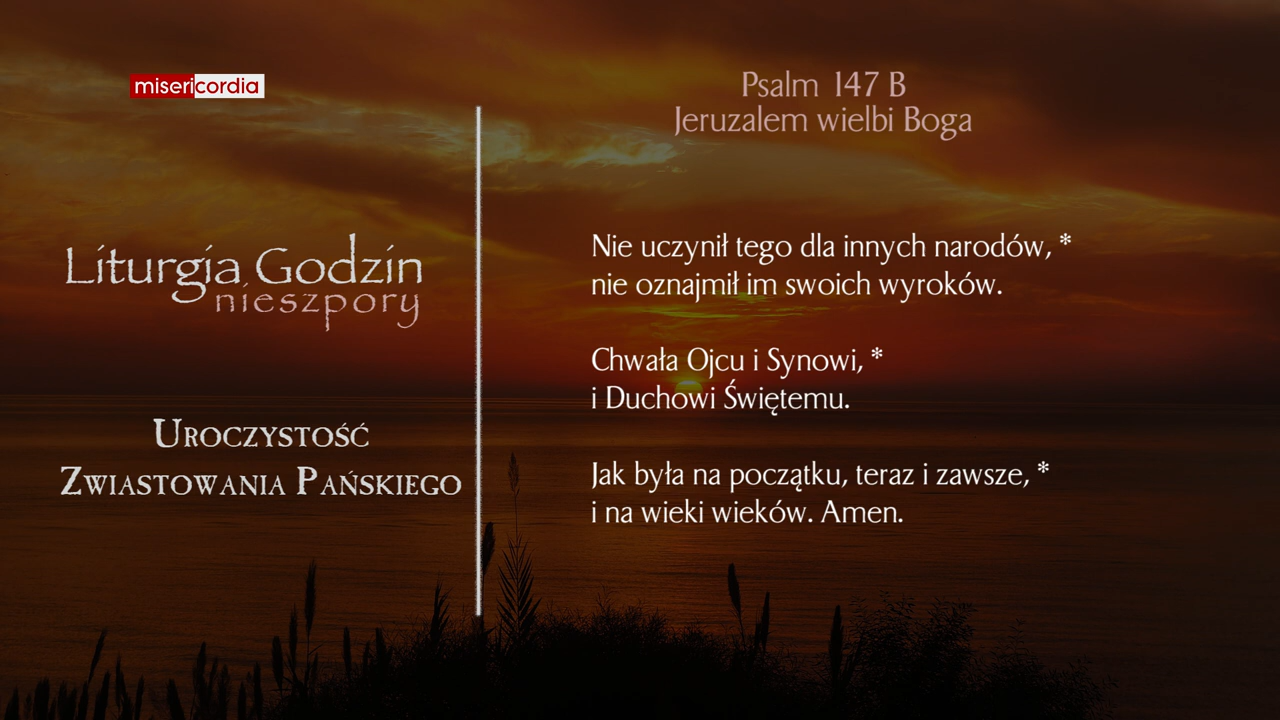 misericordia
Liturgia Godzin
nieszpory
Uroczystość
Zwiastowania Pańskiego
Psalm 147 B
Jeruzalem wielbi Boga
Nie uczynił tego dla innych narodów, *
nie oznajmił im swoich wyroków.
Chwała Ojcu i Synowi, *
i Duchowi Świętemu.
Jak była na początku, teraz i zawsze, *
i na wieki wieków. Amen.